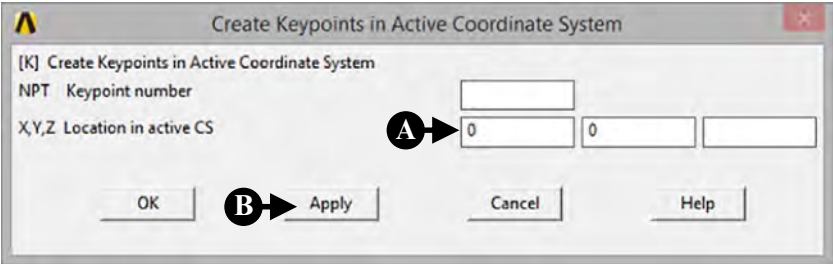 Create Keypoints in Active Coordinate System
[K] Create Keypoints in Active Coordinate System
NPT Keypoint number
X,Y,Z Location in active CS A 0 0
OK B Apply Cancel Help